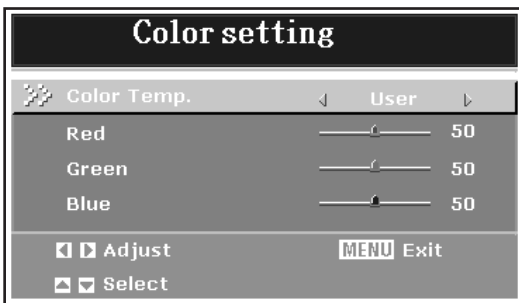 Color setting
Color Temp. User
Red 50
Green 50
Blue 50
Adjust MENU Exit
Select